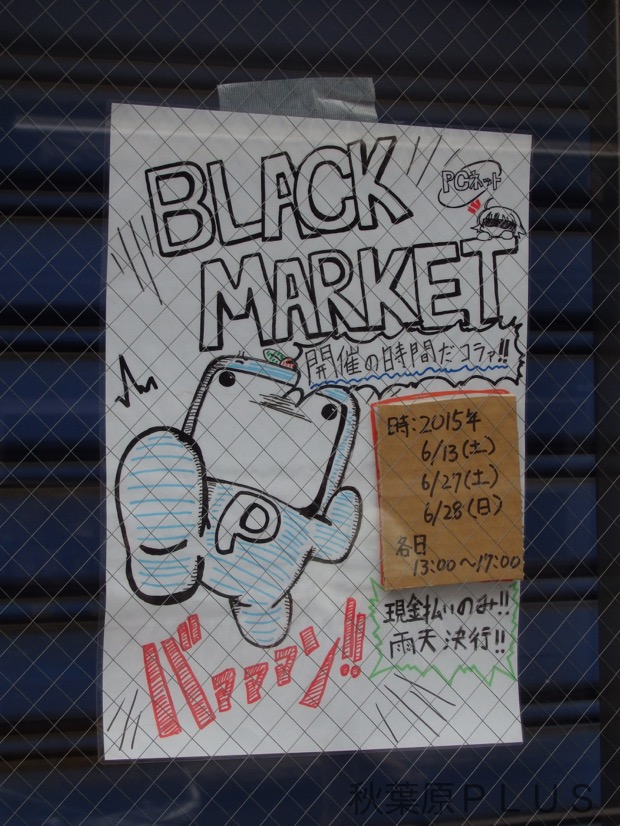 BLACK
PCネット
MARKET
開催の時間だコラァ!!
時:2015年
6/13(土)
6/27(土)
6/28(日)
各日
13:00〜17:00
P
現金払いのみ!!
雨天決行!!
バァァァン!!
秋葉原PLUS